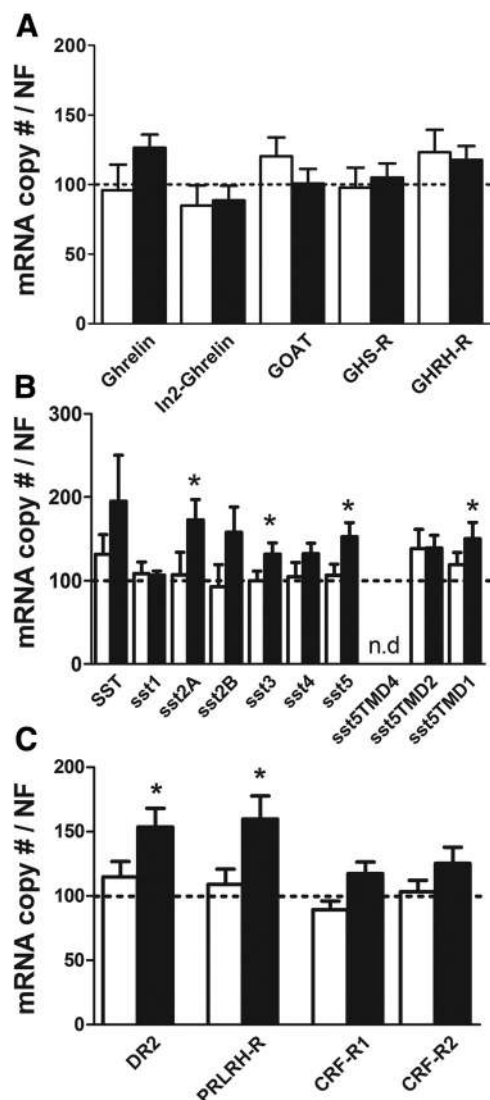 A
mRNA copy # / NF
200
150
100
50
0
Ghrelin
In2-Ghrelin
GOAT
GHS-R
GHRH-R
B
mRNA copy # / NF
300
200
100
0
* * * *
n.d
SST
sst1
sst2A
sst2B
sst3
sst4
sst5
sst5TMD4
sst5TMD2
sst5TMD1
C
mRNA copy # / NF
200
150
100
50
0
* *
DR2
PRLRH-R
CRF-R1
CRF-R2